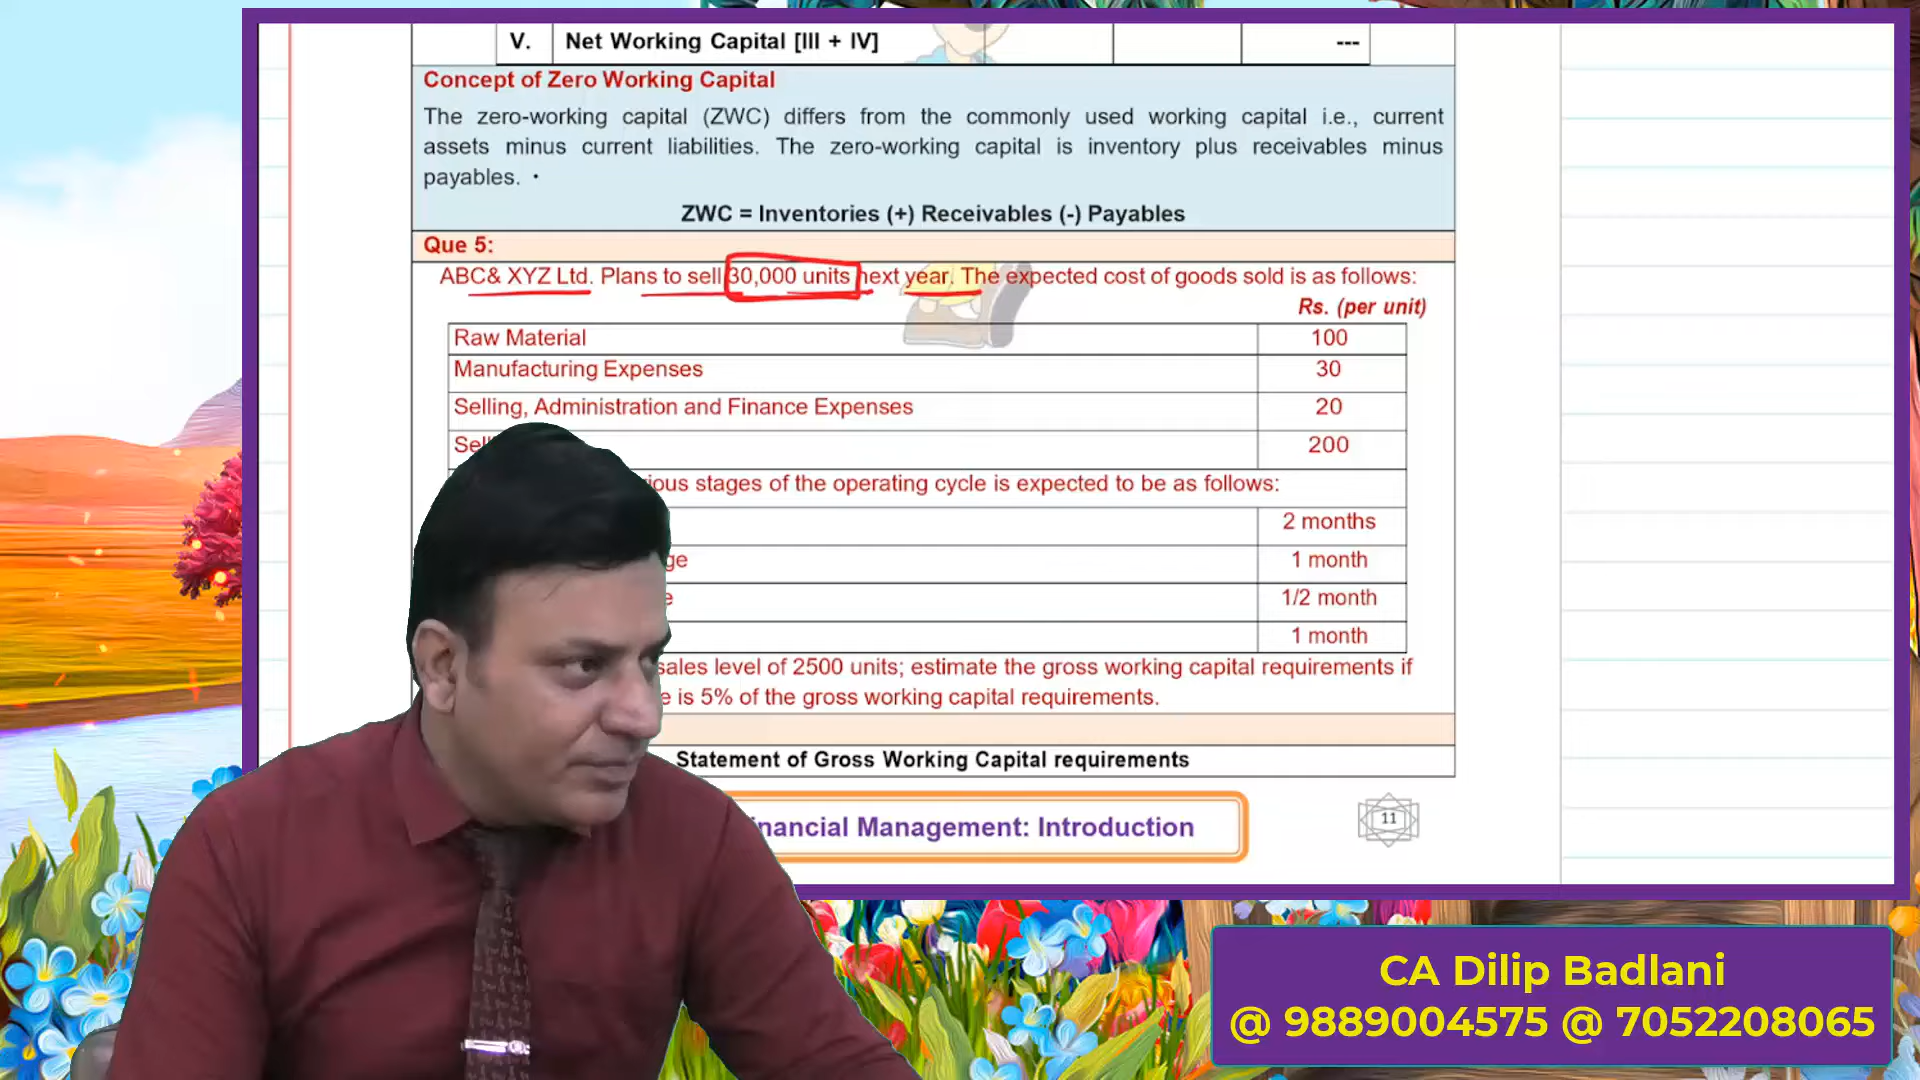 V. Net Working Capital [III + IV] ---
Concept of Zero Working Capital
The zero-working capital (ZWC) differs from the commonly used working capital i.e., current
assets minus current liabilities. The zero-working capital is inventory plus receivables minus
payables.
ZWC = Inventories (+) Receivables (-) Payables
Que 5:
ABC& XYZ Ltd. Plans to sell 30,000 units next year. The expected cost of goods sold is as follows:
Rs. (per unit)
Raw Material 100
Manufacturing Expenses 30
Selling, Administration and Finance Expenses 20
200
stages of the operating cycle is expected to be as follows:
2 months
1 month
1/2 month
1 month
sales level of 2500 units; estimate the gross working capital requirements if
is 5% of the gross working capital requirements.
Statement of Gross Working Capital requirements
Management: Introduction
11
CA Dilip Badlani
@ 9889004575 @ 7052208065